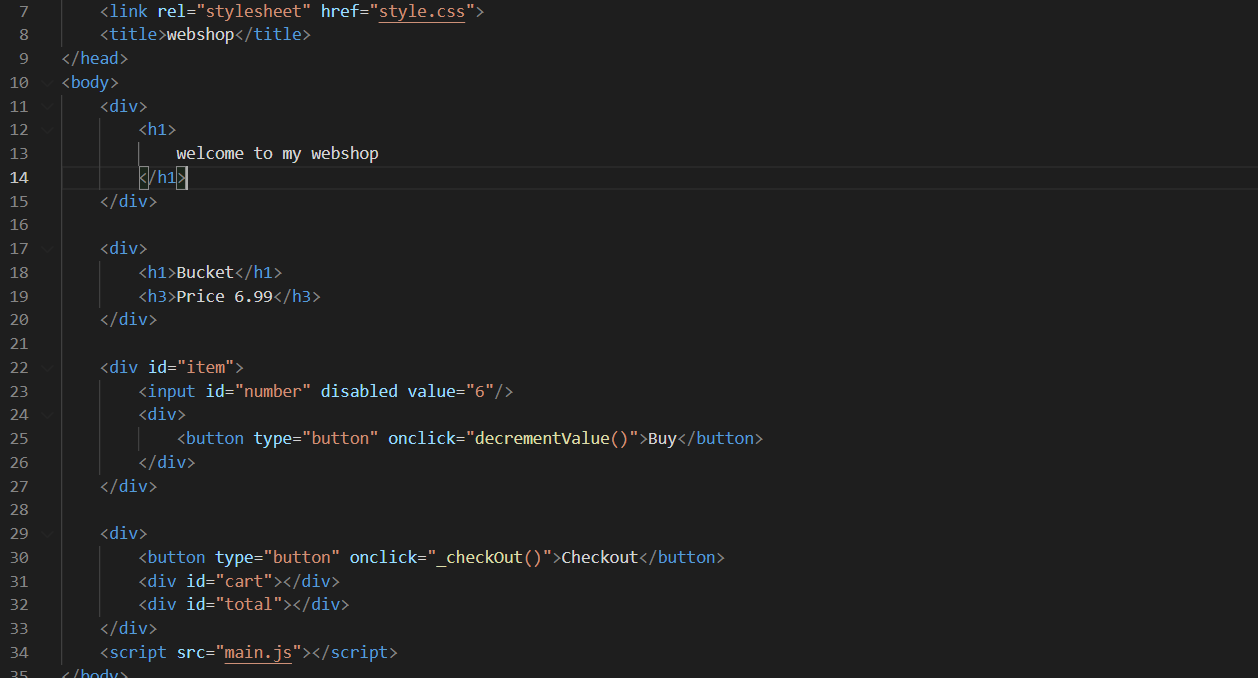 7 <link rel="stylesheet" href="style.css">
8 <title>webshop</title>
9 </head>
10 <body>
11 <div>
12 <h1>
13 welcome to my webshop
14 </h1>
15 </div>
16
17 <div>
18 <h1>Bucket</h1>
19 <h3>Price 6.99</h3>
20 </div>
21
22 <div id="item">
23 <input id="number" disabled value="6"/>
24 <div>
25 <button type="button" onclick="decrementValue()">Buy</button>
26 </div>
27 </div>
28
29 <div>
30 <button type="button" onclick="_checkOut()">Checkout</button>
31 <div id="cart"></div>
32 <div id="total"></div>
33 </div>
34 <script src="main.js"></script>
35 </body>